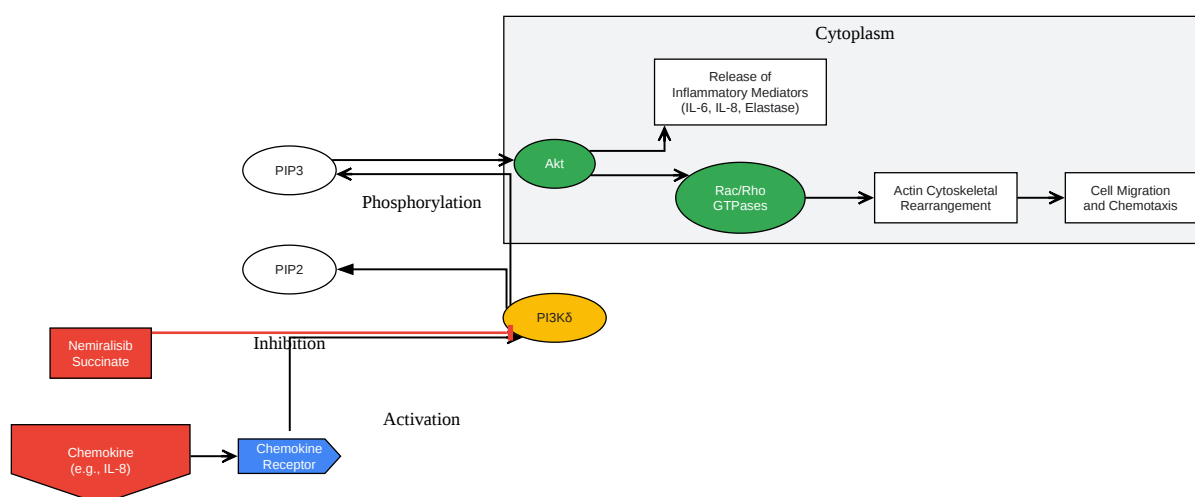 Cytoplasm
Release of
Inflammatory Mediators
(IL-6, IL-8, Elastase)
Akt
PIP3
Rac/Rho
GTPases
Actin Cytoskeletal
Rearrangement
Cell Migration
and Chemotaxis
Phosphorylation
PIP2
PI3Kδ
Nemiralisib
Succinate
Inhibition
Activation
Chemokine
(e.g., IL-8)
Chemokine
Receptor